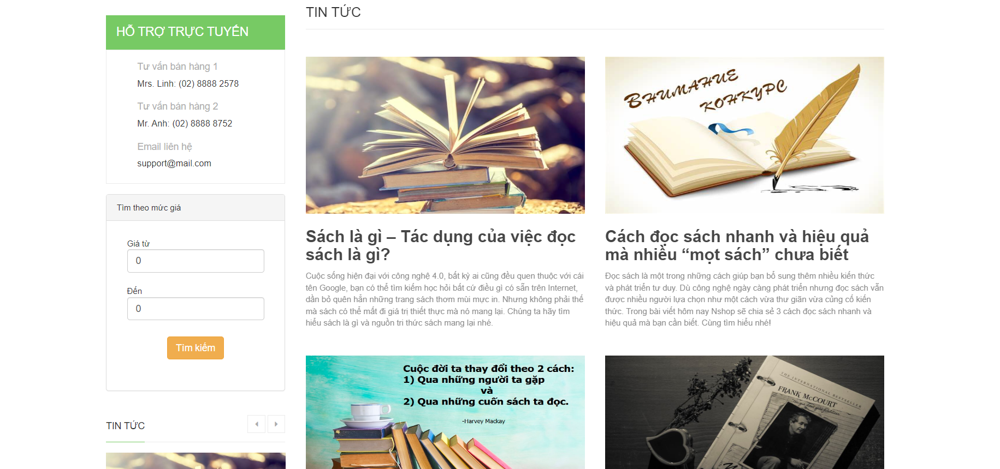 HỖ TRỢ TRỰC TUYẾN
Tư vấn bán hàng 1
Mrs. Linh: (02) 8888 2578
Tư vấn bán hàng 2
Mr. Anh: (02) 8888 8752
Email liên hệ
support@mail.com
Tìm theo mức giá
Giá từ
0
Đến
0
Tìm kiếm
TIN TỨC
TIN TỨC
ВНИМАНИЕ
КОНКУРС
Sách là gì – Tác dụng của việc đọc
sách là gì?
Cuộc sống hiện đại với công nghệ 4.0, bất kỳ ai cũng đều quen thuộc với cái
tên Google, bạn có thể tìm kiếm học hỏi bất cứ điều gì có sẵn trên Internet,
dần bỏ quên hẳn những trang sách thơm mùi mực in. Nhưng không phải thế
mà sách có thể mất đi giá trị thiết thực mà nó mang lại. Chúng ta hãy tìm
hiểu sách là gì và nguồn tri thức sách mang lại nhé.
Cách đọc sách nhanh và hiệu quả
mà nhiều “mọt sách” chưa biết
Đọc sách là một trong những cách giúp bạn bổ sung thêm nhiều kiến thức
và phát triển tư duy. Dù công nghệ ngày càng phát triển nhưng đọc sách vẫn
được nhiều người lựa chọn như một cách vừa thư giãn vừa củng cố kiến
thức. Trong bài viết hôm nay Nshop sẽ chia sẻ 3 cách đọc sách nhanh và
hiệu quả mà bạn cần biết. Cùng tìm hiểu nhé!
Cuộc đời ta thay đổi theo 2 cách:
1) Qua những người ta gặp
và
2) Qua những cuốn sách ta đọc.
-Harvey Mackay
THE INTERNATIONAL BESTSELLER
FRANK McCOURT